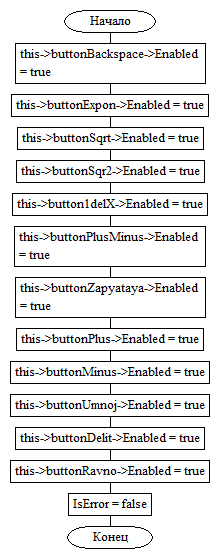 Начало
this->buttonBackspace->Enabled
= true
this->buttonExpon->Enabled = true
this->buttonSqrt->Enabled = true
this->buttonSqr2->Enabled = true
this->button1delX->Enabled = true
this->buttonPlusMinus->Enabled
= true
this->buttonZapyataya->Enabled
= true
this->buttonPlus->Enabled = true
this->buttonMinus->Enabled = true
this->buttonUmnoj->Enabled = true
this->buttonDelit->Enabled = true
this->buttonRavno->Enabled = true
IsError = false
Конец